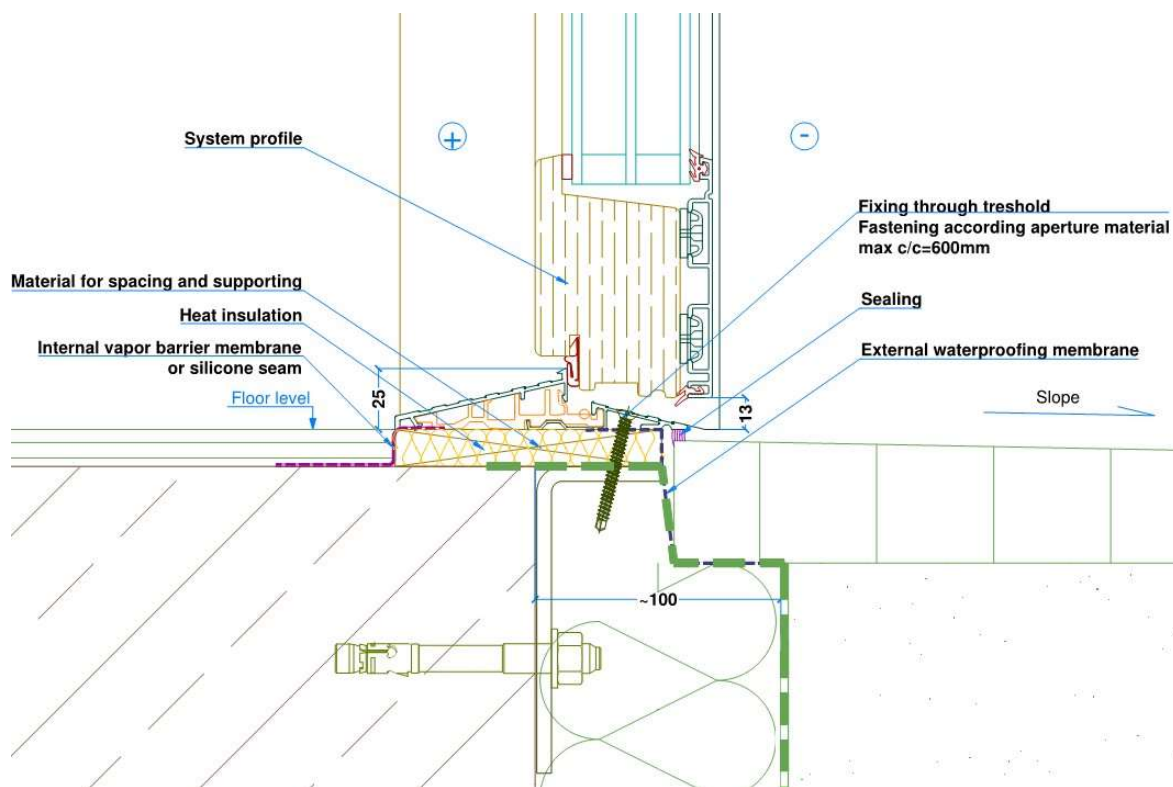 System profile
+
-
Fixing through treshold
Fastening according aperture material
max c/c=600mm
Material for spacing and supporting
Heat insulation
Internal vapor barrier membrane
or silicone seam
Sealing
External waterproofing membrane
Floor level
25
13
Slope
~100